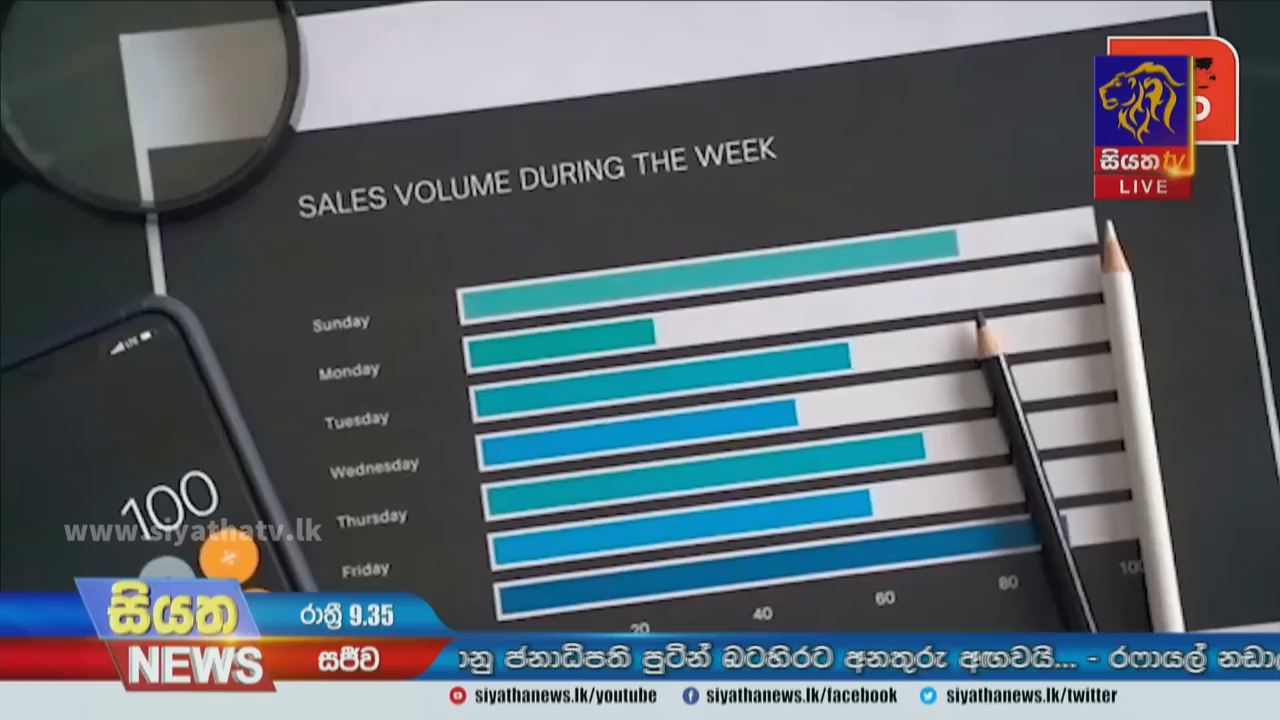 සියත tv
LIVE
SALES VOLUME DURING THE WEEK
Sunday
Monday
Tuesday
Wednesday
Thursday
Friday
20
40
60
80
100
LTE
100
www.siyathatv.lk
සියත
NEWS
රාත්‍රී 9.35
සජීව
ජනාධිපති පුටින් බටහිරට අනතුරු අඟවයි... - රෆායල්
siyathanews.lk/youtube
siyathanews.lk/facebook
siyathanews.lk/twitter